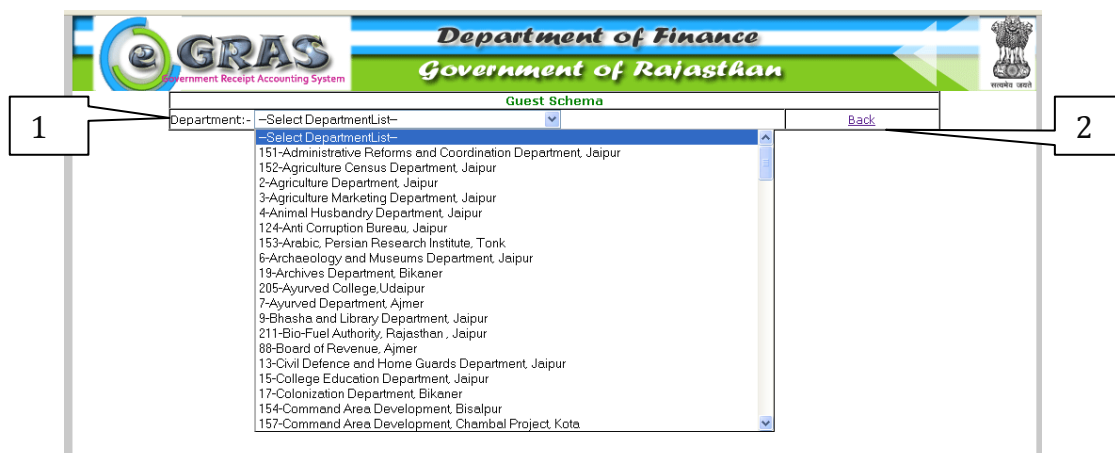 Department of Finance
eGRAS
Government Receipt Accounting System
Government of Rajasthan
सत्यमेव जयते
Guest Schema
1
Department:- --Select DepartmentList--
Back
2
--Select DepartmentList--
151-Administrative Reforms and Coordination Department, Jaipur
152-Agriculture Census Department, Jaipur
2-Agriculture Department, Jaipur
3-Agriculture Marketing Department, Jaipur
4-Animal Husbandry Department, Jaipur
124-Anti Corruption Bureau, Jaipur
153-Arabic, Persian Research Institute, Tonk
6-Archaeology and Museums Department, Jaipur
19-Archives Department, Bikaner
205-Ayurved College,Udaipur
7-Ayurved Department, Ajmer
9-Bhasha and Library Department, Jaipur
211-Bio-Fuel Authority, Rajasthan , Jaipur
88-Board of Revenue, Ajmer
13-Civil Defence and Home Guards Department, Jaipur
15-College Education Department, Jaipur
17-Colonization Department, Bikaner
154-Command Area Development, Bisalpur
157-Command Area Development, Chambal Project, Kota